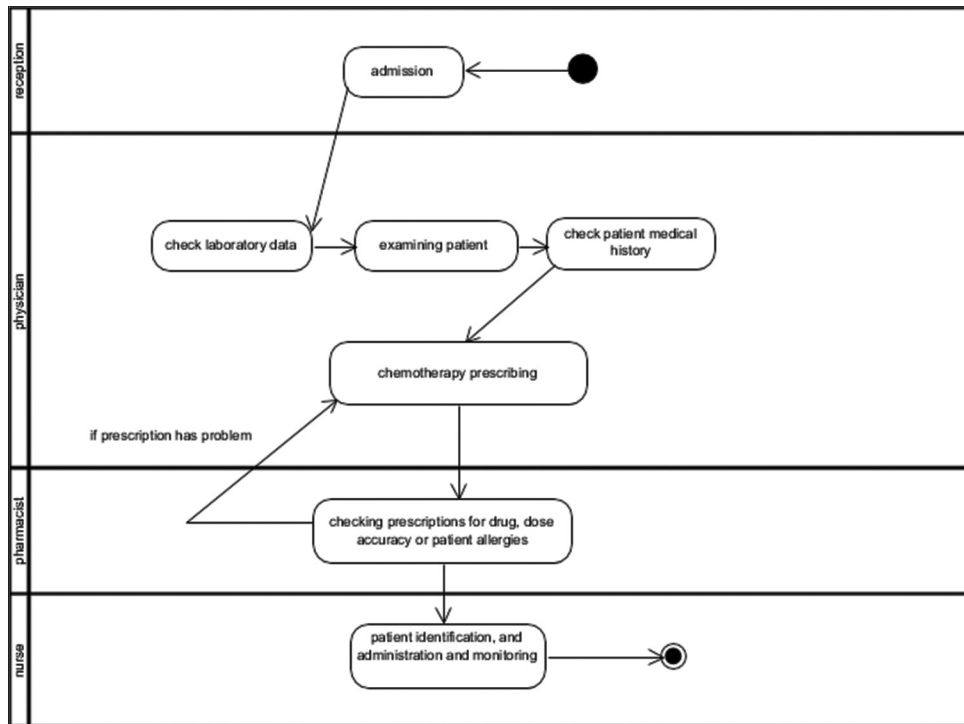 reception
admission
physician
check laboratory data
examining patient
check patient medical
history
chemotherapy prescribing
if prescription has problem
pharmacist
checking prescriptions for drug, dose
accuracy or patient allergies
nurse
patient identification, and
administration and monitoring